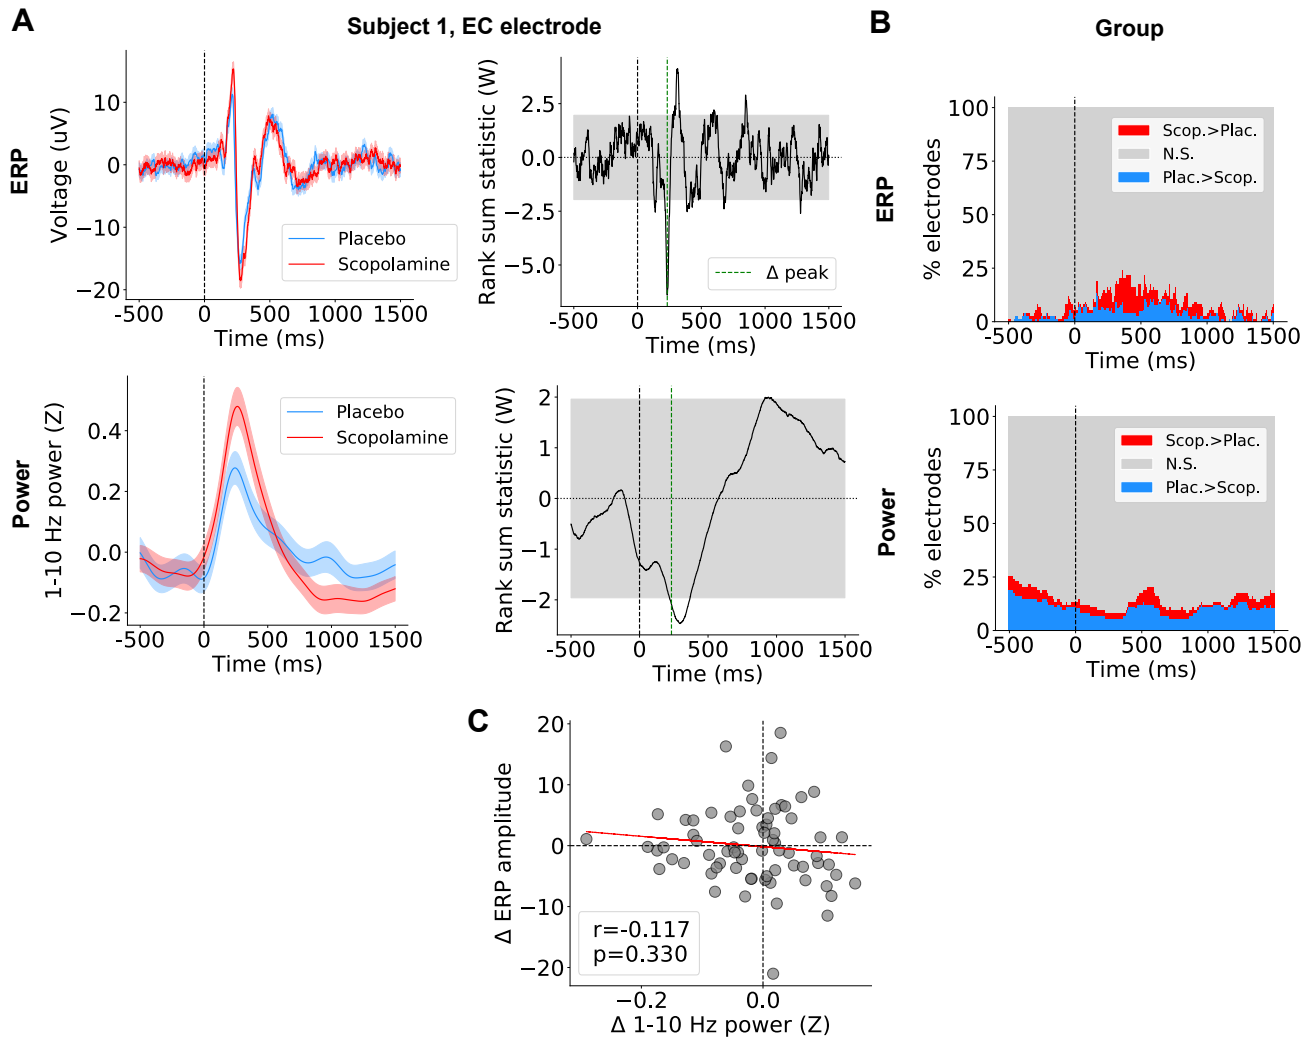 A
Subject 1, EC electrode
B
Group
ERP
Voltage (uV)
10
0
−10
−20
Placebo
Scopolamine
-500 0 500 1000 1500
Time (ms)
Rank sum statistic (W)
2.5
0.0
−2.5
−5.0
Δ peak
-500 0 500 1000 1500
Time (ms)
ERP
% electrodes
100
75
50
25
0
Scop.>Plac.
N.S.
Plac.>Scop.
-500 0 500 1000 1500
Time (ms)
Power
1-10 Hz power (Z)
0.4
0.2
0.0
−0.2
Placebo
Scopolamine
-500 0 500 1000 1500
Time (ms)
Rank sum statistic (W)
2
1
0
−1
−2
-500 0 500 1000 1500
Time (ms)
Power
% electrodes
100
75
50
25
0
Scop.>Plac.
N.S.
Plac.>Scop.
-500 0 500 1000 1500
Time (ms)
C
Δ ERP amplitude
20
10
0
−10
−20
r=-0.117
p=0.330
−0.2 0.0
Δ 1-10 Hz power (Z)